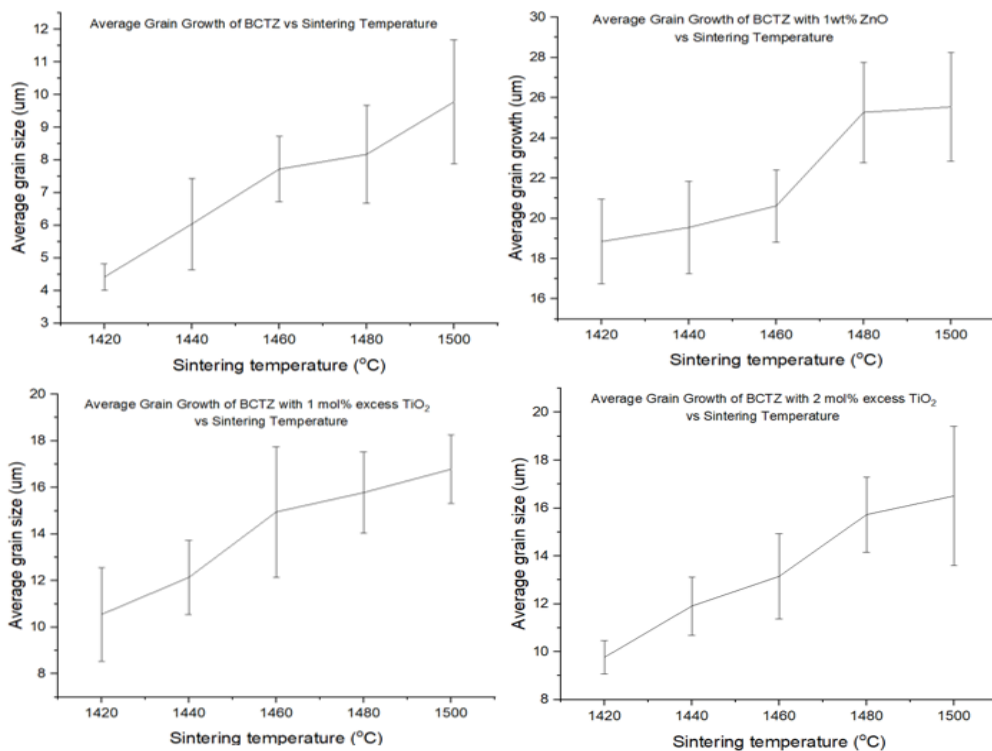 Average Grain Growth of BCTZ vs Sintering Temperature
Average grain size (um)
12
11
10
9
8
7
6
5
4
3
1420 1440 1460 1480 1500
Sintering temperature (°C)
Average Grain Growth of BCTZ with 1wt% ZnO
vs Sintering Temperature
Average grain growth (um)
30
28
26
24
22
20
18
16
1420 1440 1460 1480 1500
Sintering temperature (°C)
Average Grain Growth of BCTZ with 1 mol% excess TiO₂
vs Sintering Temperature
Average grain size (um)
20
18
16
14
12
10
8
1420 1440 1460 1480 1500
Sintering temperature (°C)
Average Grain Growth of BCTZ with 2 mol% excess TiO₂
vs Sintering Temperature
Average grain size (um)
20
18
16
14
12
10
8
1420 1440 1460 1480 1500
Sintering temperature (°C)